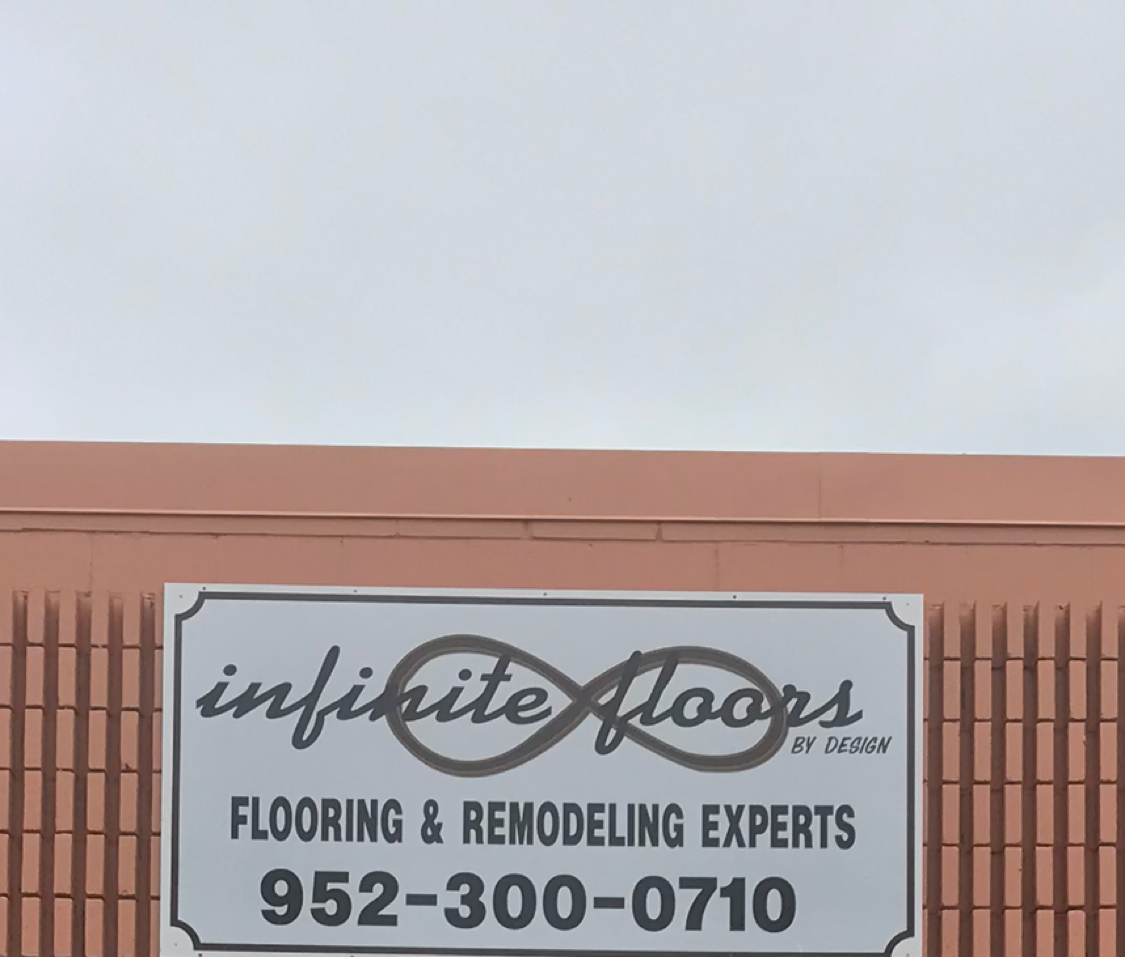 infinite floors
BY DESIGN
FLOORING & REMODELING EXPERTS
952-300-0710